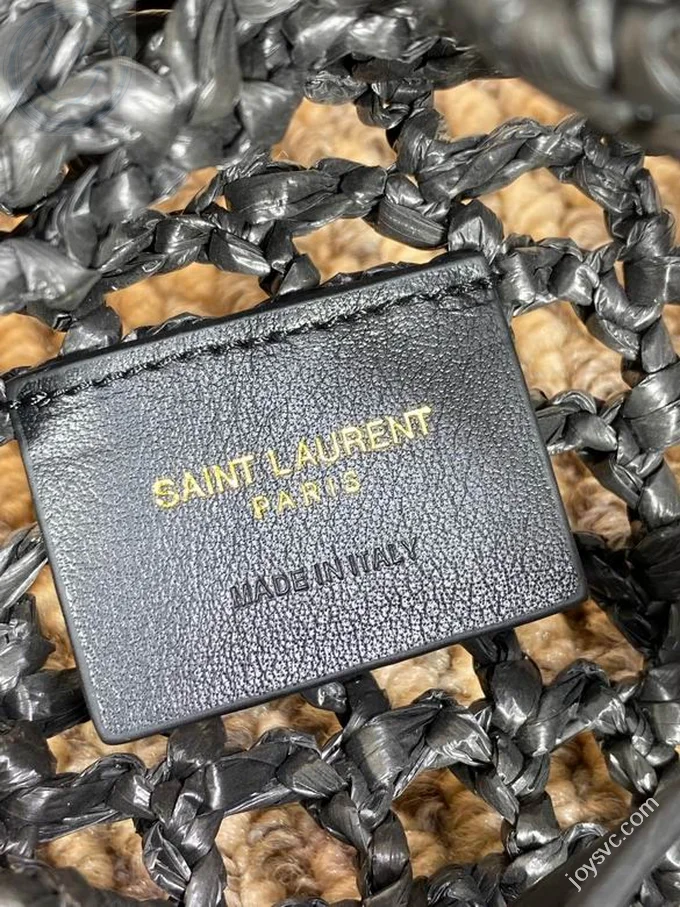 SAINT LAURENT
PARIS
MADE IN ITALY
joysvc.com